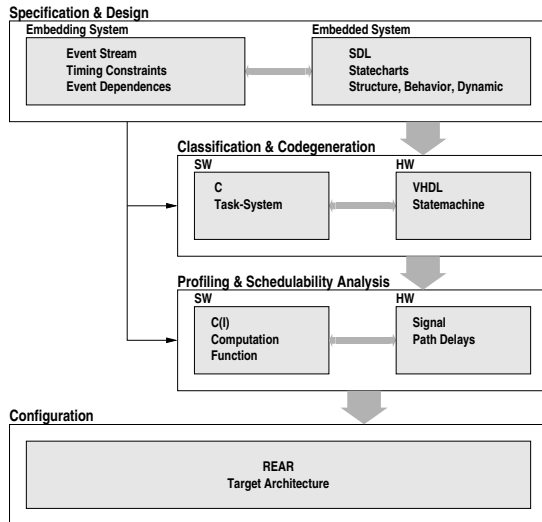 Specification & Design
Embedding System
Event Stream
Timing Constraints
Event Dependences
Embedded System
SDL
Statecharts
Structure, Behavior, Dynamic
Classification & Codegeneration
SW
C
Task-System
HW
VHDL
Statemachine
Profiling & Schedulability Analysis
SW
C(I)
Computation
Function
HW
Signal
Path Delays
Configuration
REAR
Target Architecture